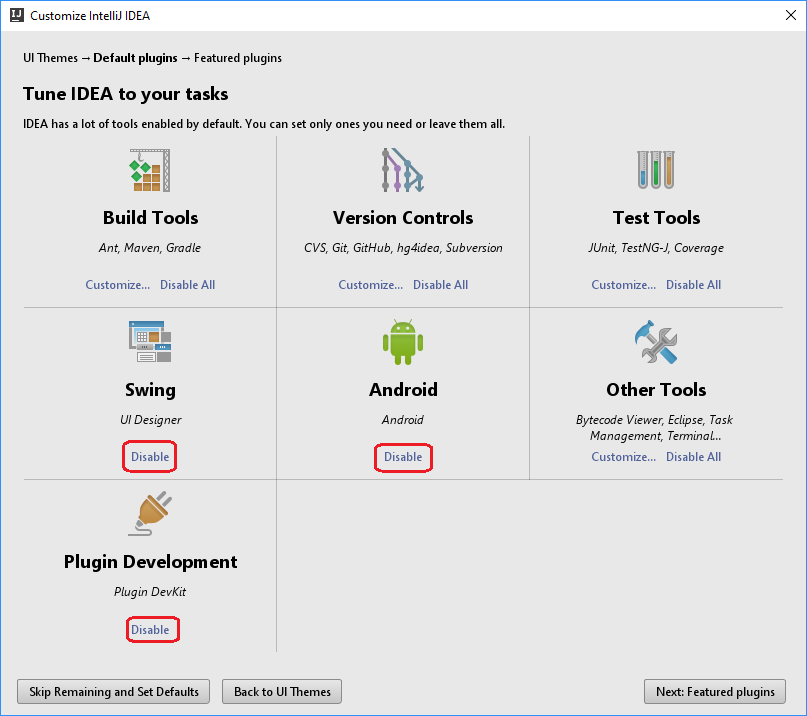 IJ Customize IntelliJ IDEA
UI Themes → Default plugins → Featured plugins
Tune IDEA to your tasks
IDEA has a lot of tools enabled by default. You can set only ones you need or leave them all.
Build Tools
Ant, Maven, Gradle
Customize... Disable All
Version Controls
CVS, Git, GitHub, hg4idea, Subversion
Customize... Disable All
Test Tools
JUnit, TestNG-J, Coverage
Customize... Disable All
Swing
UI Designer
Disable
Android
Android
Disable
Other Tools
Bytecode Viewer, Eclipse, Task
Management, Terminal...
Customize... Disable All
Plugin Development
Plugin DevKit
Disable
Skip Remaining and Set Defaults
Back to UI Themes
Next: Featured plugins